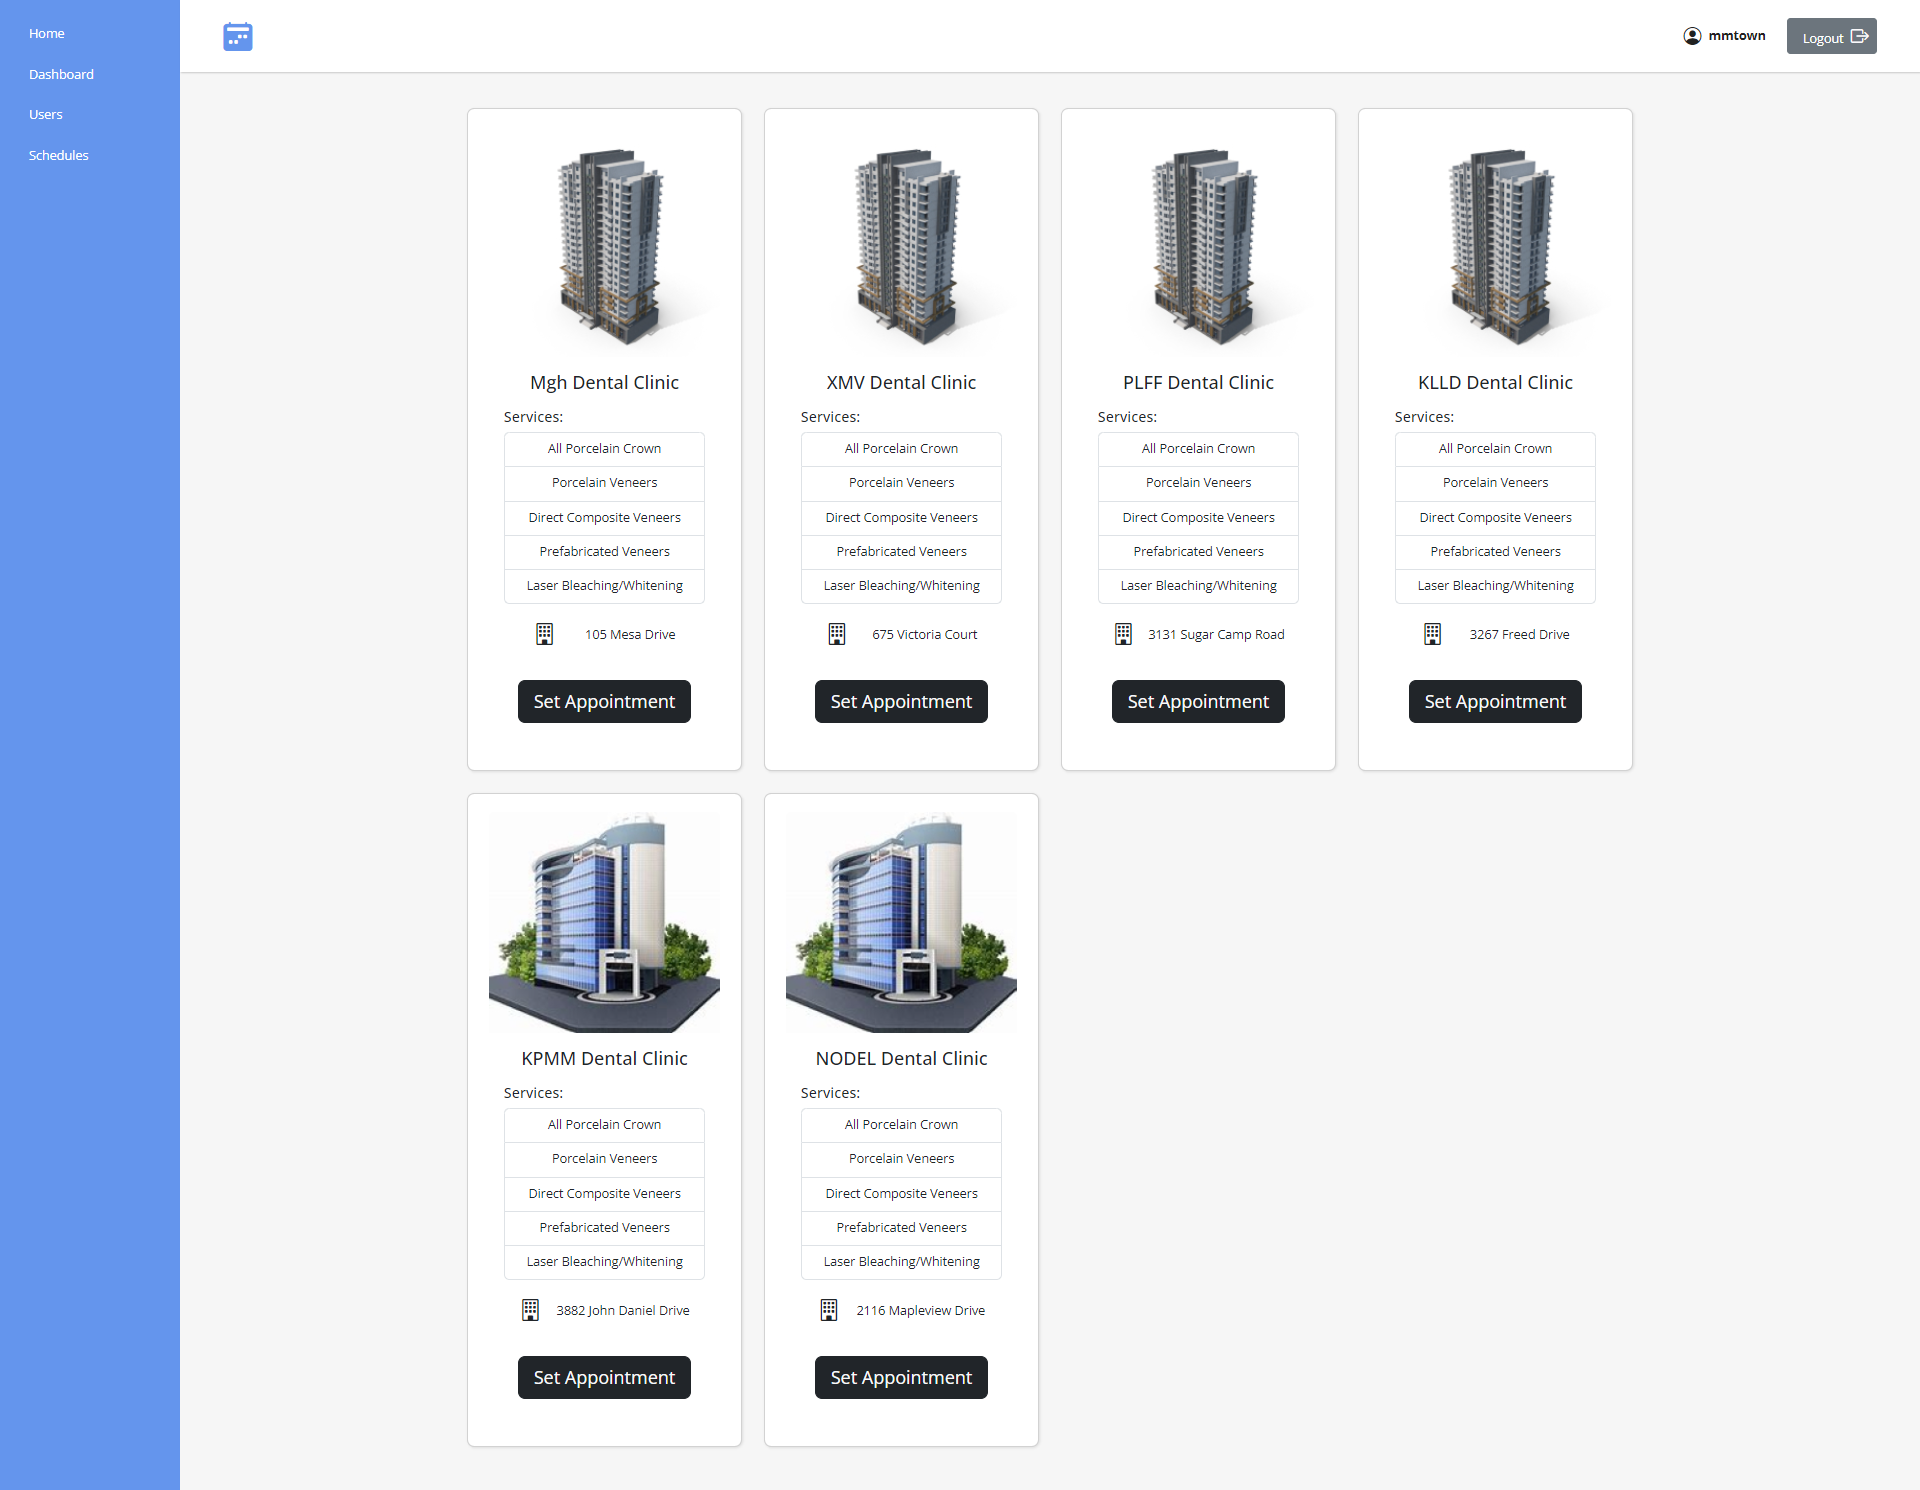 Home
Dashboard
Users
Schedules
mmtown
Logout
Mgh Dental Clinic
Services:
All Porcelain Crown
Porcelain Veneers
Direct Composite Veneers
Prefabricated Veneers
Laser Bleaching/Whitening
105 Mesa Drive
Set Appointment
XMV Dental Clinic
Services:
All Porcelain Crown
Porcelain Veneers
Direct Composite Veneers
Prefabricated Veneers
Laser Bleaching/Whitening
675 Victoria Court
Set Appointment
PLFF Dental Clinic
Services:
All Porcelain Crown
Porcelain Veneers
Direct Composite Veneers
Prefabricated Veneers
Laser Bleaching/Whitening
3131 Sugar Camp Road
Set Appointment
KLLD Dental Clinic
Services:
All Porcelain Crown
Porcelain Veneers
Direct Composite Veneers
Prefabricated Veneers
Laser Bleaching/Whitening
3267 Freed Drive
Set Appointment
KPMM Dental Clinic
Services:
All Porcelain Crown
Porcelain Veneers
Direct Composite Veneers
Prefabricated Veneers
Laser Bleaching/Whitening
3882 John Daniel Drive
Set Appointment
NODEL Dental Clinic
Services:
All Porcelain Crown
Porcelain Veneers
Direct Composite Veneers
Prefabricated Veneers
Laser Bleaching/Whitening
2116 Mapleview Drive
Set Appointment